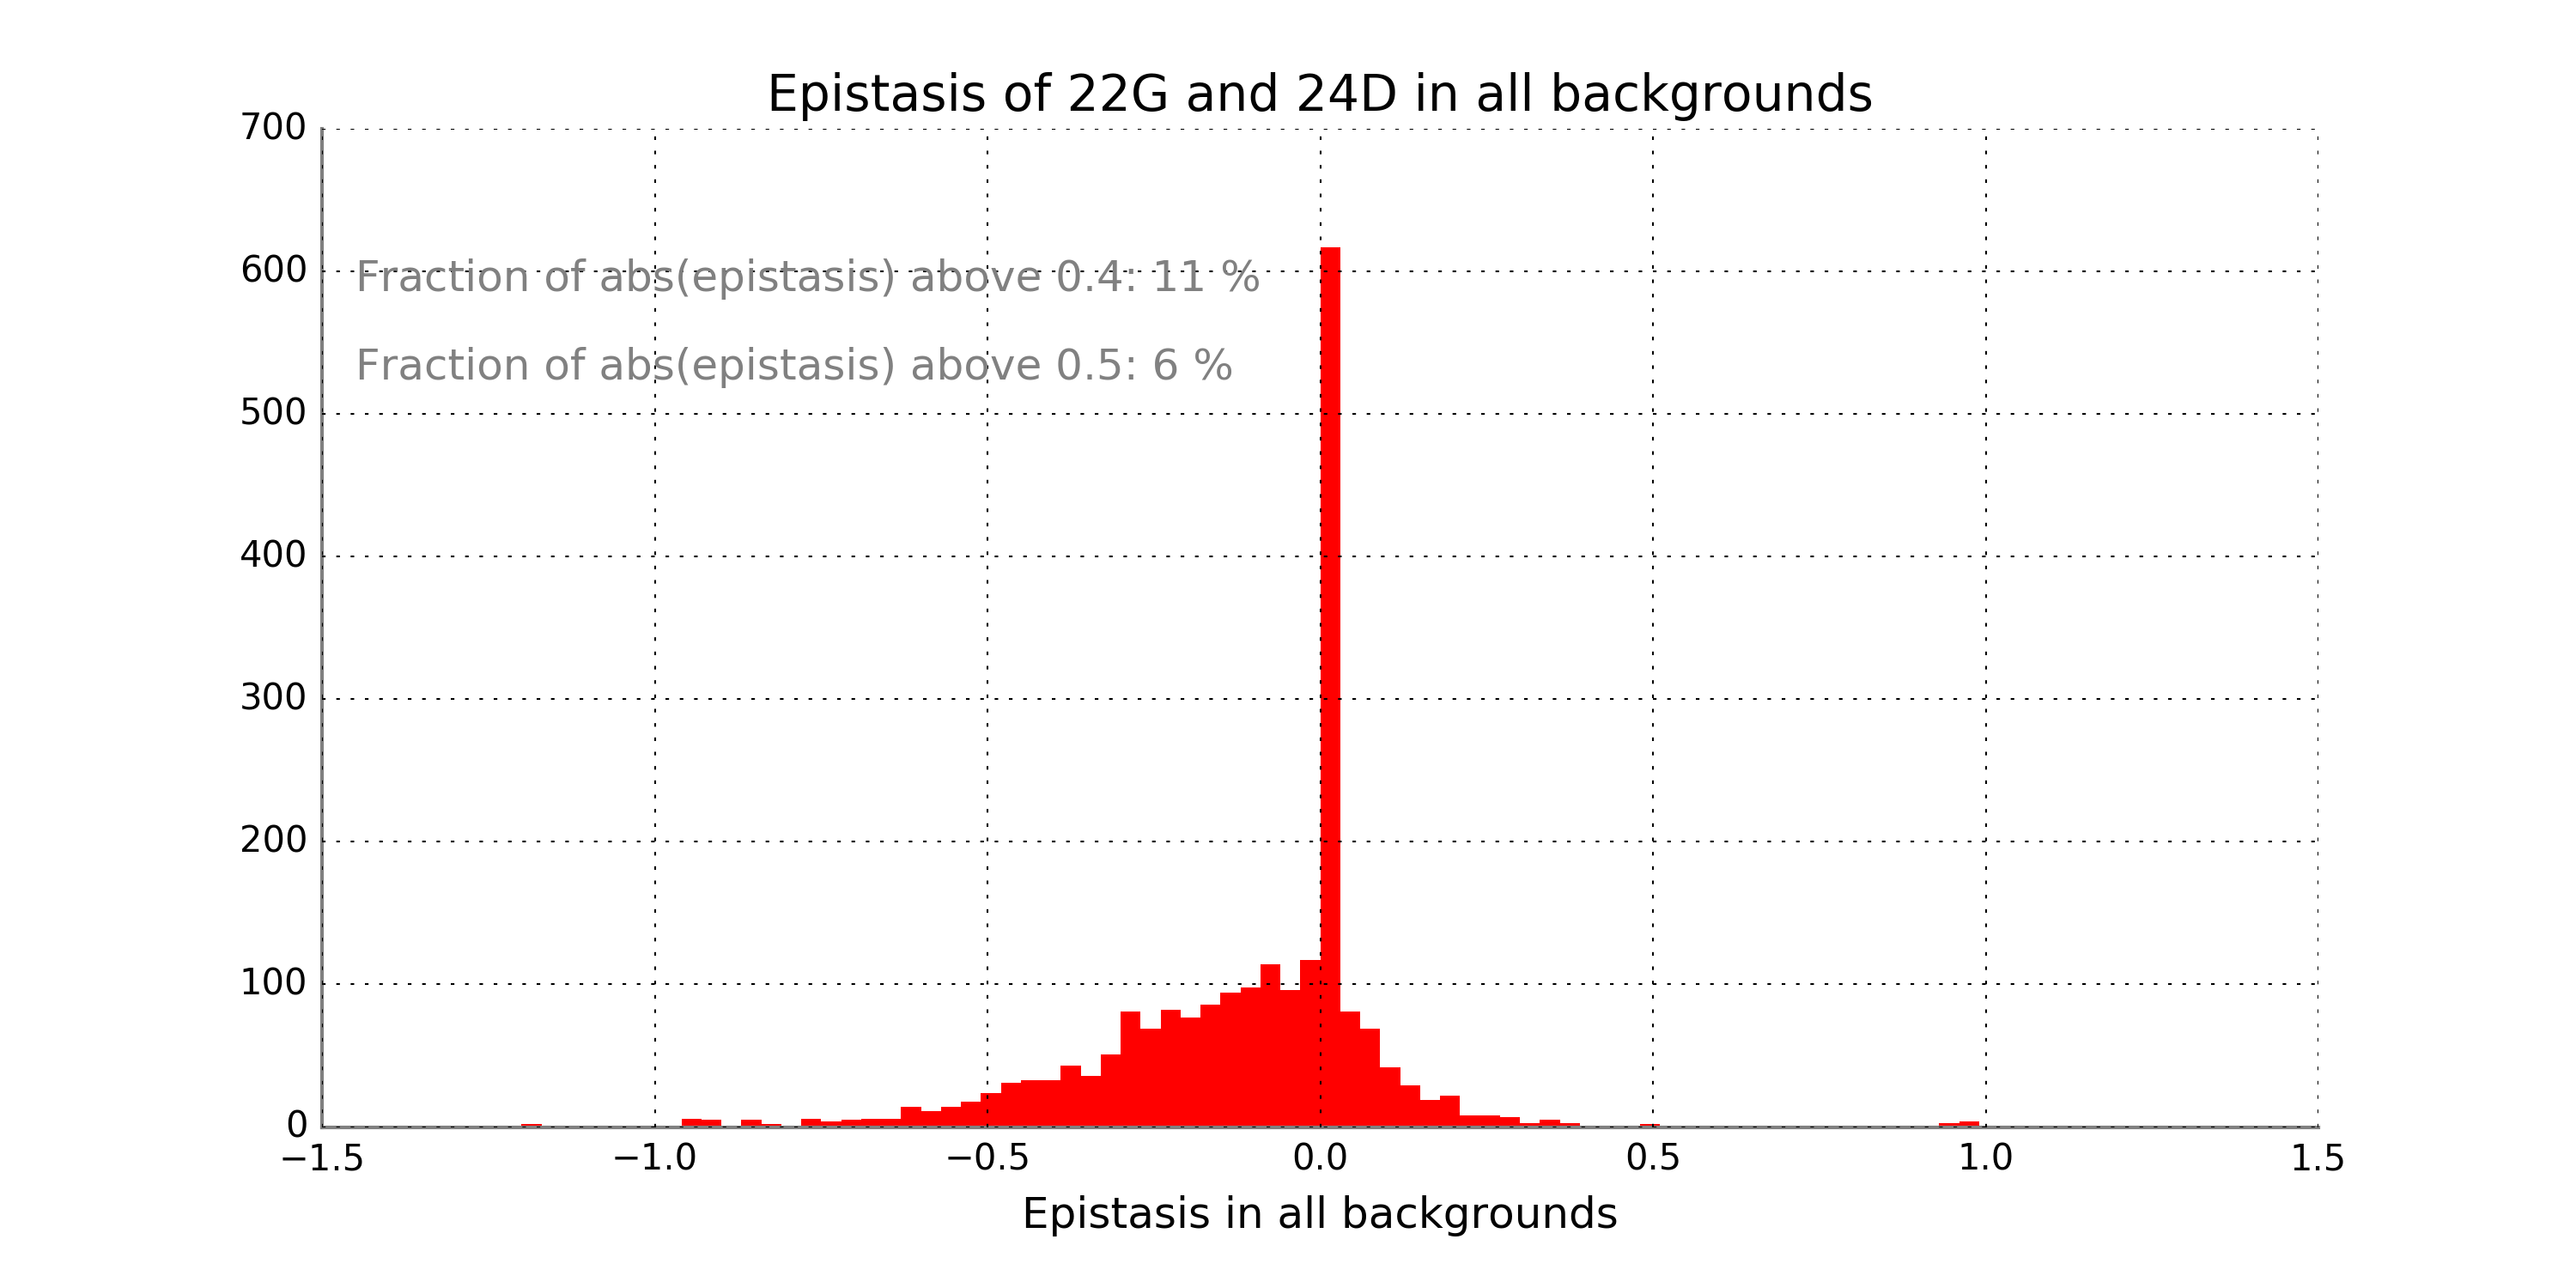 Epistasis of 22G and 24D in all backgrounds
700
600
Fraction of abs(epistasis) above 0.4: 11 %
Fraction of abs(epistasis) above 0.5: 6 %
500
400
300
200
100
0
−1.5 −1.0 −0.5 0.0 0.5 1.0 1.5
Epistasis in all backgrounds